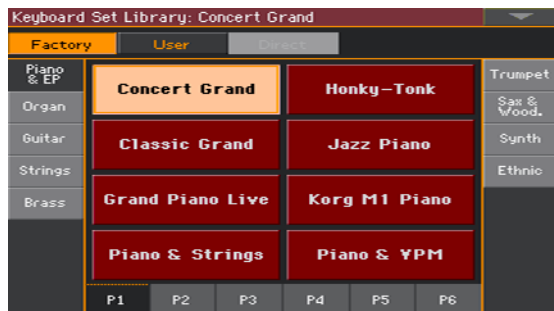 Keyboard Set Library: Concert Grand
Factory
User
Direct
Piano
& EP
Organ
Guitar
Strings
Brass
Concert Grand
Honky-Tonk
Classic Grand
Jazz Piano
Grand Piano Live
Korg M1 Piano
Piano & Strings
Piano & VPM
Trumpet
Sax &
Wood.
Synth
Ethnic
P1
P2
P3
P4
P5
P6